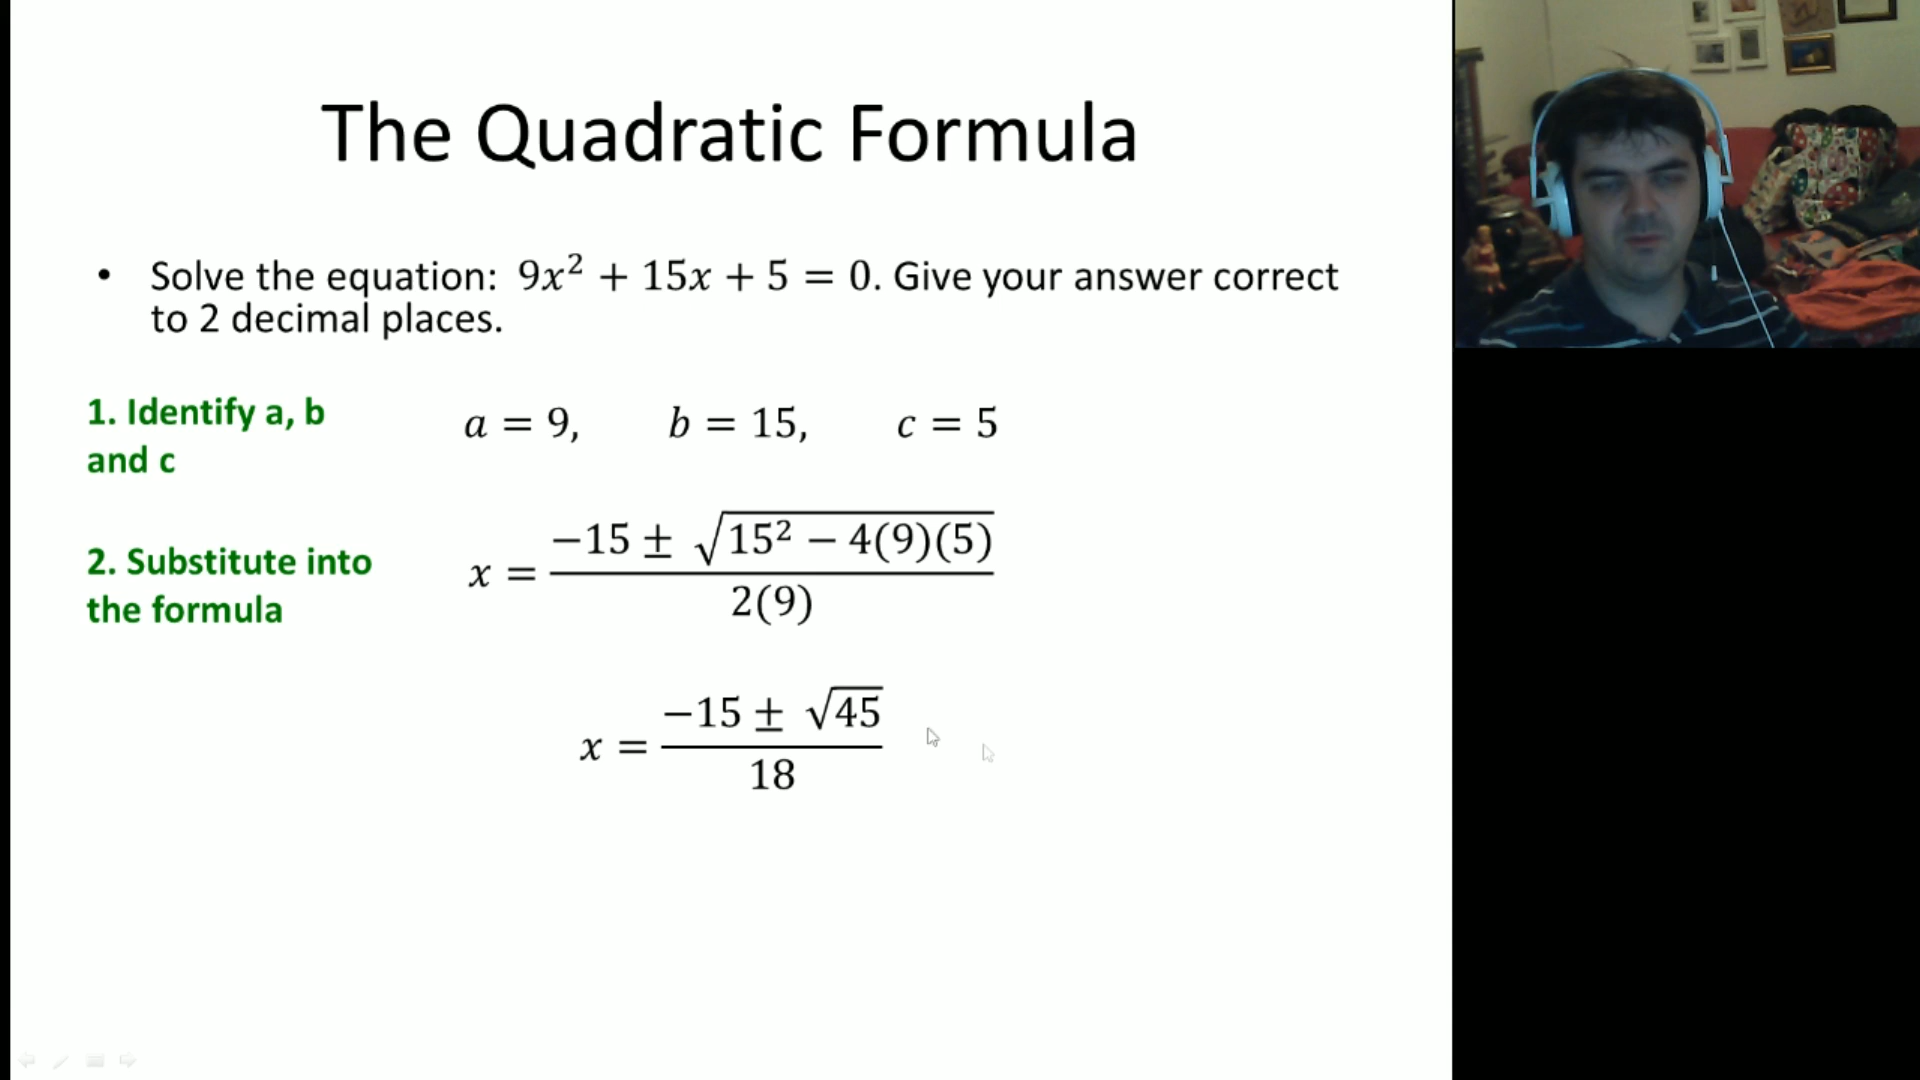 The Quadratic Formula
• Solve the equation: 9x² + 15x + 5 = 0. Give your answer correct
to 2 decimal places.
1. Identify a, b
and c
a = 9, b = 15, c = 5
2. Substitute into
the formula
x = (−15 ± √(15² − 4(9)(5))) / 2(9)
x = (−15 ± √45) / 18